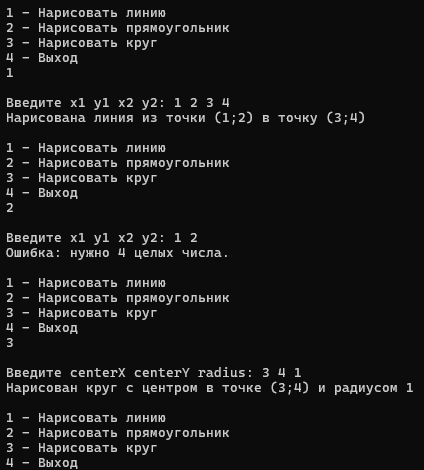 1 – Нарисовать линию
2 – Нарисовать прямоугольник
3 – Нарисовать круг
4 – Выход
1
Введите x1 y1 x2 y2: 1 2 3 4
Нарисована линия из точки (1;2) в точку (3;4)
1 – Нарисовать линию
2 – Нарисовать прямоугольник
3 – Нарисовать круг
4 – Выход
2
Введите x1 y1 x2 y2: 1 2
Ошибка: нужно 4 целых числа.
1 – Нарисовать линию
2 – Нарисовать прямоугольник
3 – Нарисовать круг
4 – Выход
3
Введите centerX centerY radius: 3 4 1
Нарисован круг с центром в точке (3;4) и радиусом 1
1 – Нарисовать линию
2 – Нарисовать прямоугольник
3 – Нарисовать круг
4 – Выход